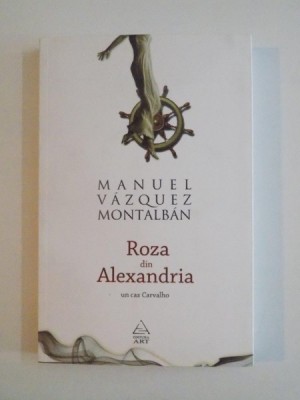 MANUEL
VÁZQUEZ
MONTALBÁN
Roza
din
Alexandria
un caz Carvalho
EDITURA
ART